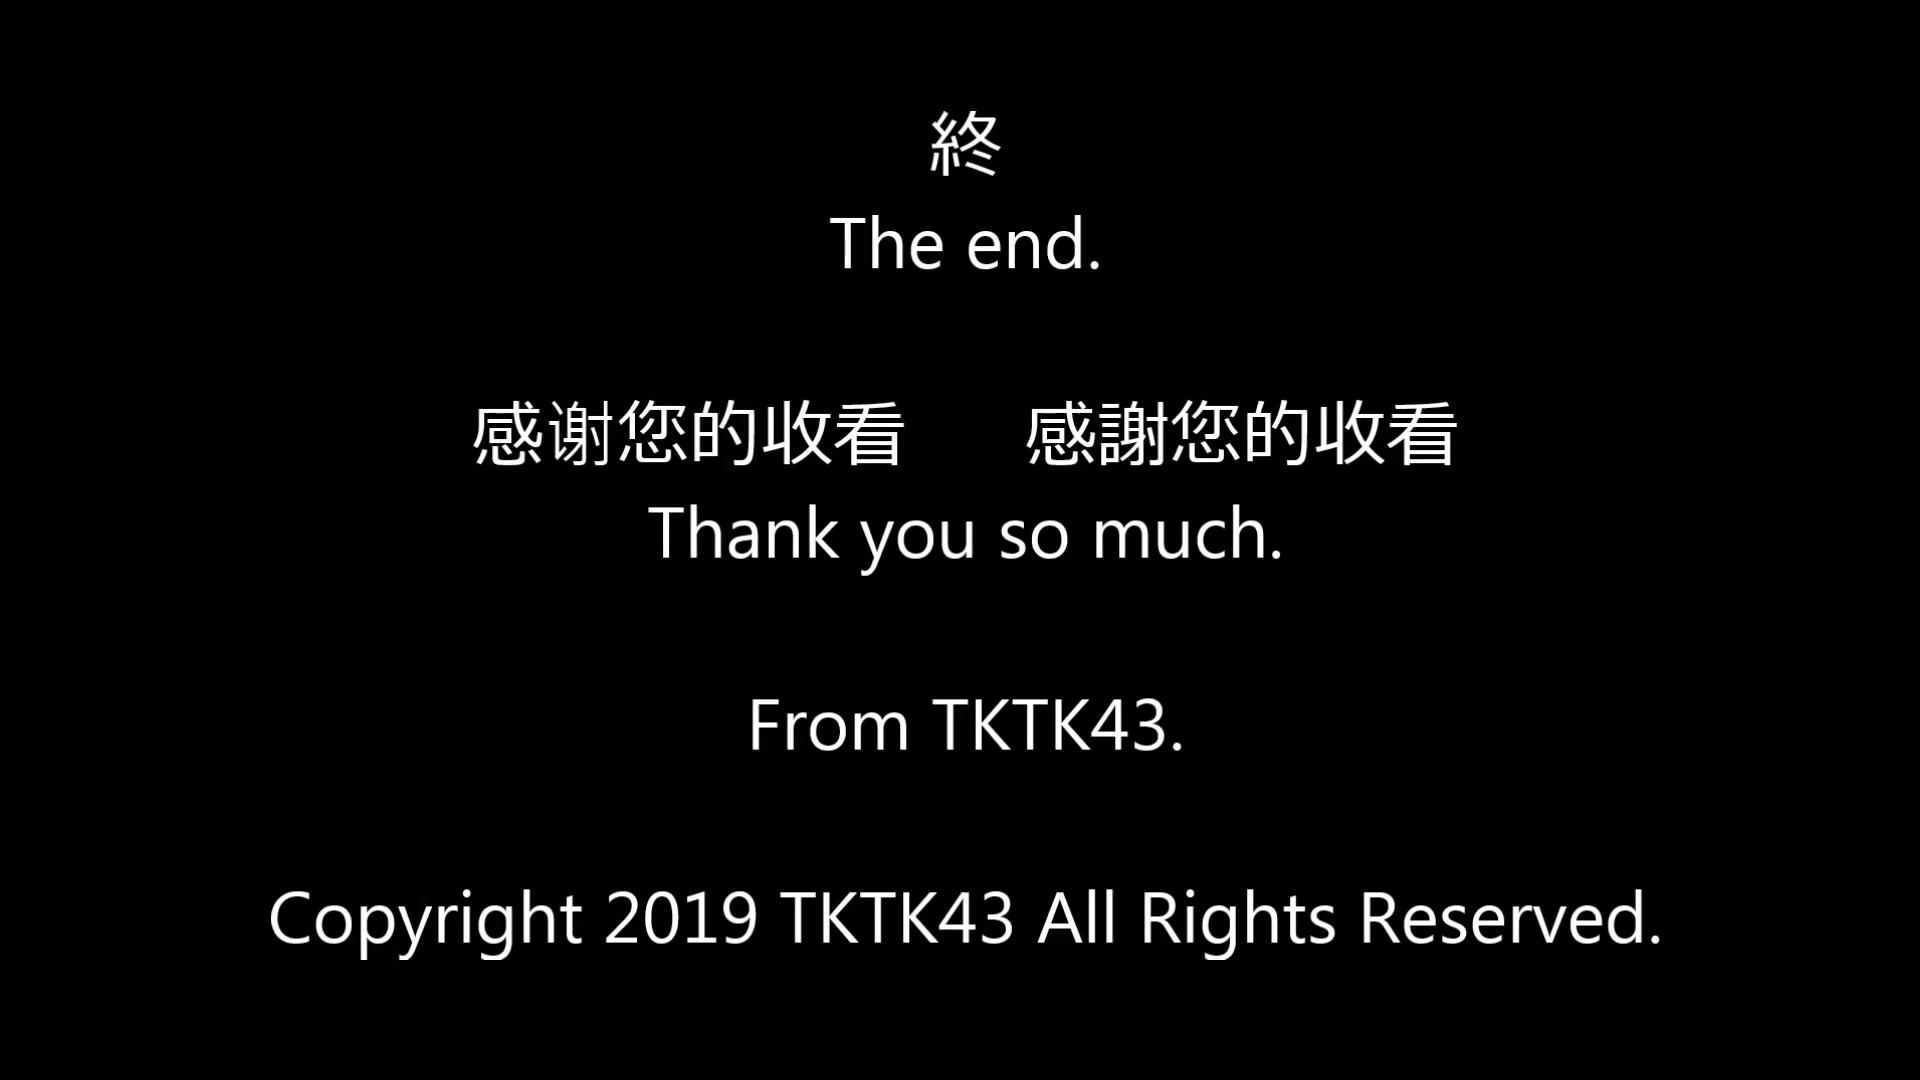 終
The end.
感谢您的收看 感謝您的收看
Thank you so much.
From TKTK43.
Copyright 2019 TKTK43 All Rights Reserved.